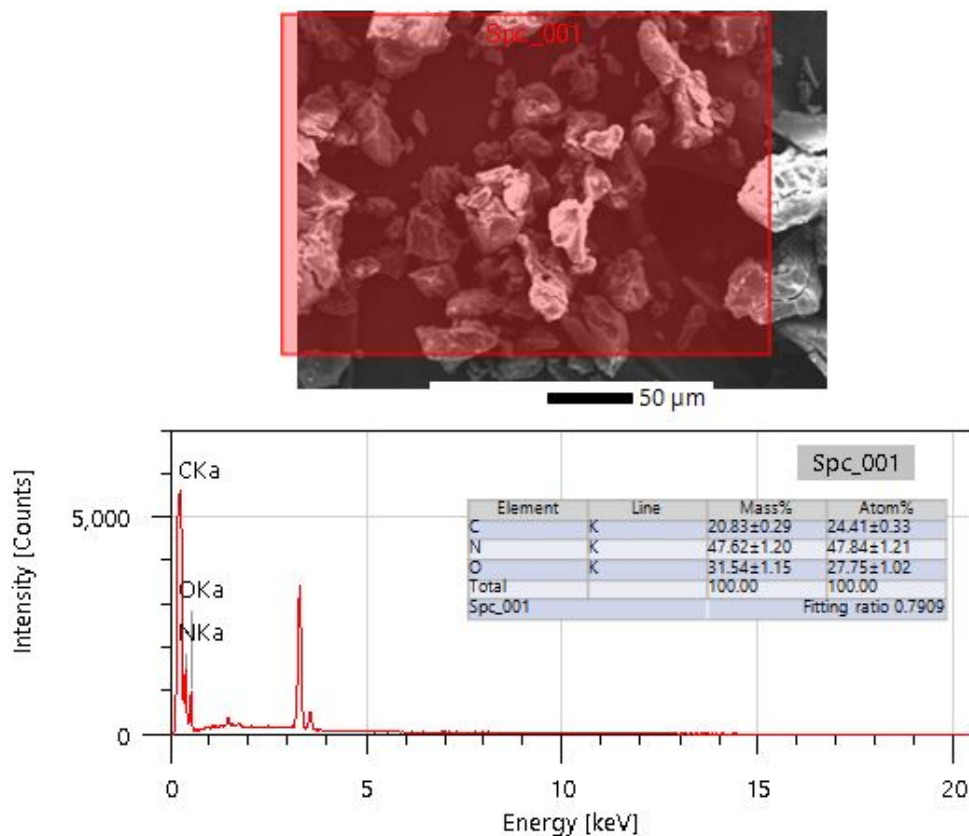 Spc_001
50 µm
Intensity [Counts]
CKa
5,000
OKa
NKa
0
Spc_001
Element Line Mass% Atom%
C K 20.83±0.29 24.41±0.33
N K 47.62±1.20 47.84±1.21
O K 31.54±1.15 27.75±1.02
Total 100.00 100.00
Spc_001 Fitting ratio 0.7909
0 5 10 15 20
Energy [keV]